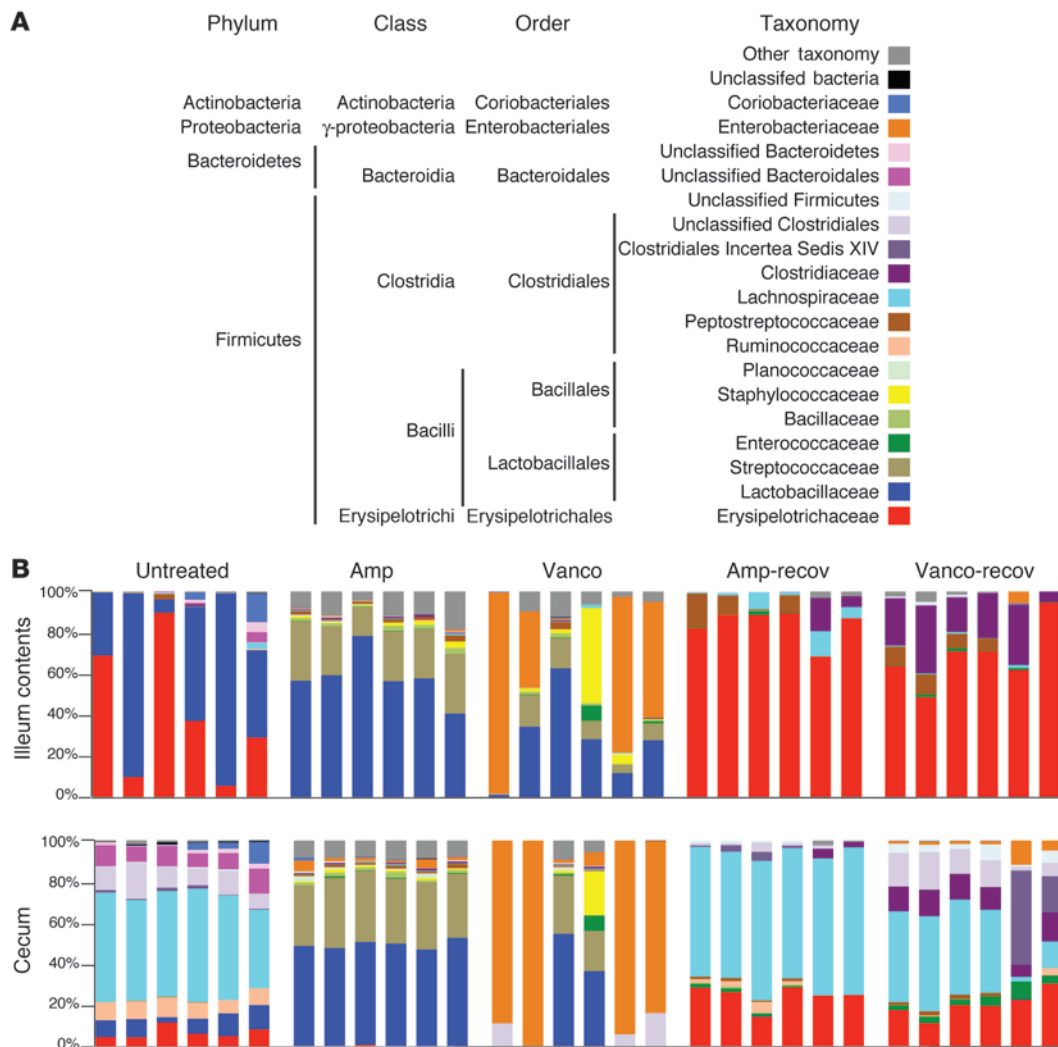 A
Phylum Class Order Taxonomy
Other taxonomy
Unclassifed bacteria
Actinobacteria Actinobacteria Coriobacteriales Coriobacteriaceae
Proteobacteria γ-proteobacteria Enterobacteriales Enterobacteriaceae
Unclassified Bacteroidetes
Bacteroidetes
Bacteroidia Bacteroidales Unclassified Bacteroidales
Unclassified Firmicutes
Unclassified Clostridiales
Clostridiales Incertea Sedis XIV
Clostridia Clostridiales Clostridiaceae
Lachnospiraceae
Peptostreptococcaceae
Firmicutes
Ruminococcaceae
Planococcaceae
Bacillales Staphylococcaceae
Bacillaceae
Bacilli
Enterococcaceae
Lactobacillales Streptococcaceae
Lactobacillaceae
Erysipelotrichi Erysipelotrichales Erysipelotrichaceae
B
Untreated Amp Vanco Amp-recov Vanco-recov
Illeum contents
100%
80%
60%
40%
20%
0%
Cecum
100%
80%
60%
40%
20%
0%